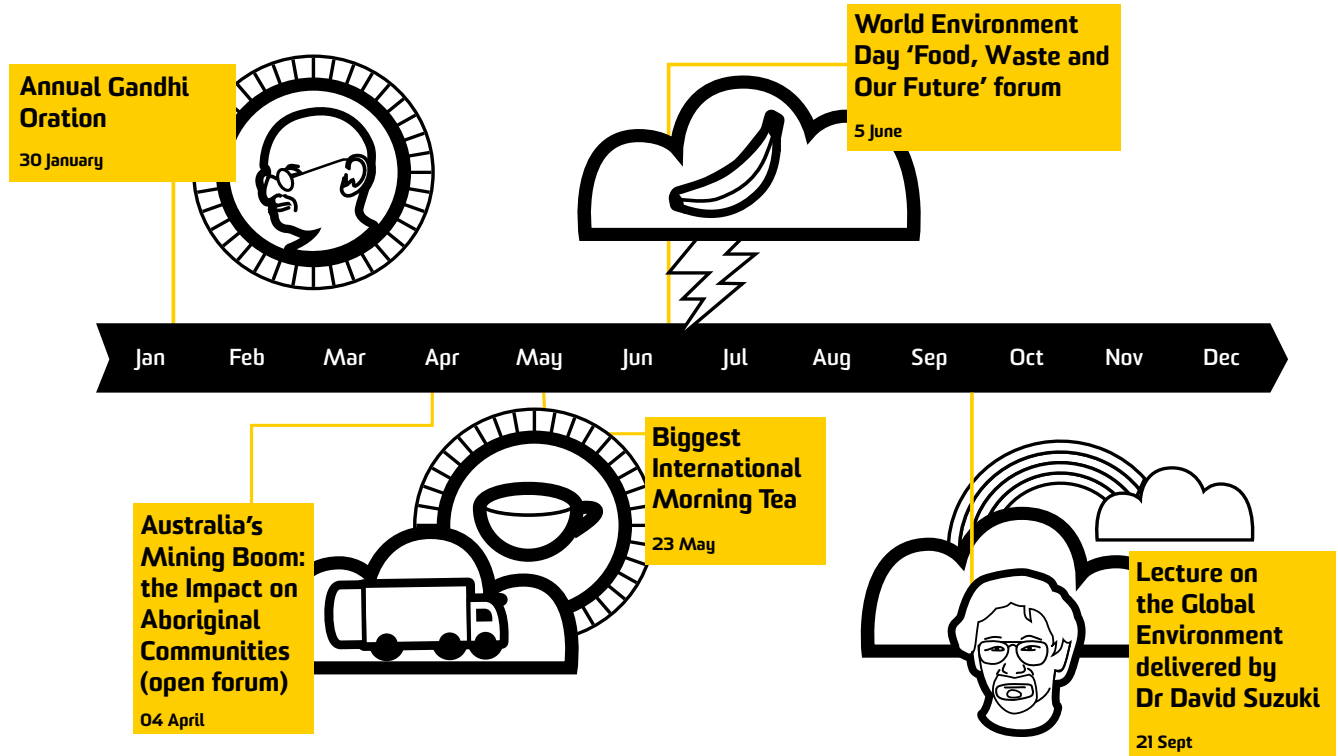 Annual Gandhi
Oration
30 January
World Environment
Day ‘Food, Waste and
Our Future’ forum
5 June
Jan Feb Mar Apr May Jun Jul Aug Sep Oct Nov Dec
Australia’s
Mining Boom:
the Impact on
Aboriginal
Communities
(open forum)
04 April
Biggest
International
Morning Tea
23 May
Lecture on
the Global
Environment
delivered by
Dr David Suzuki
21 Sept